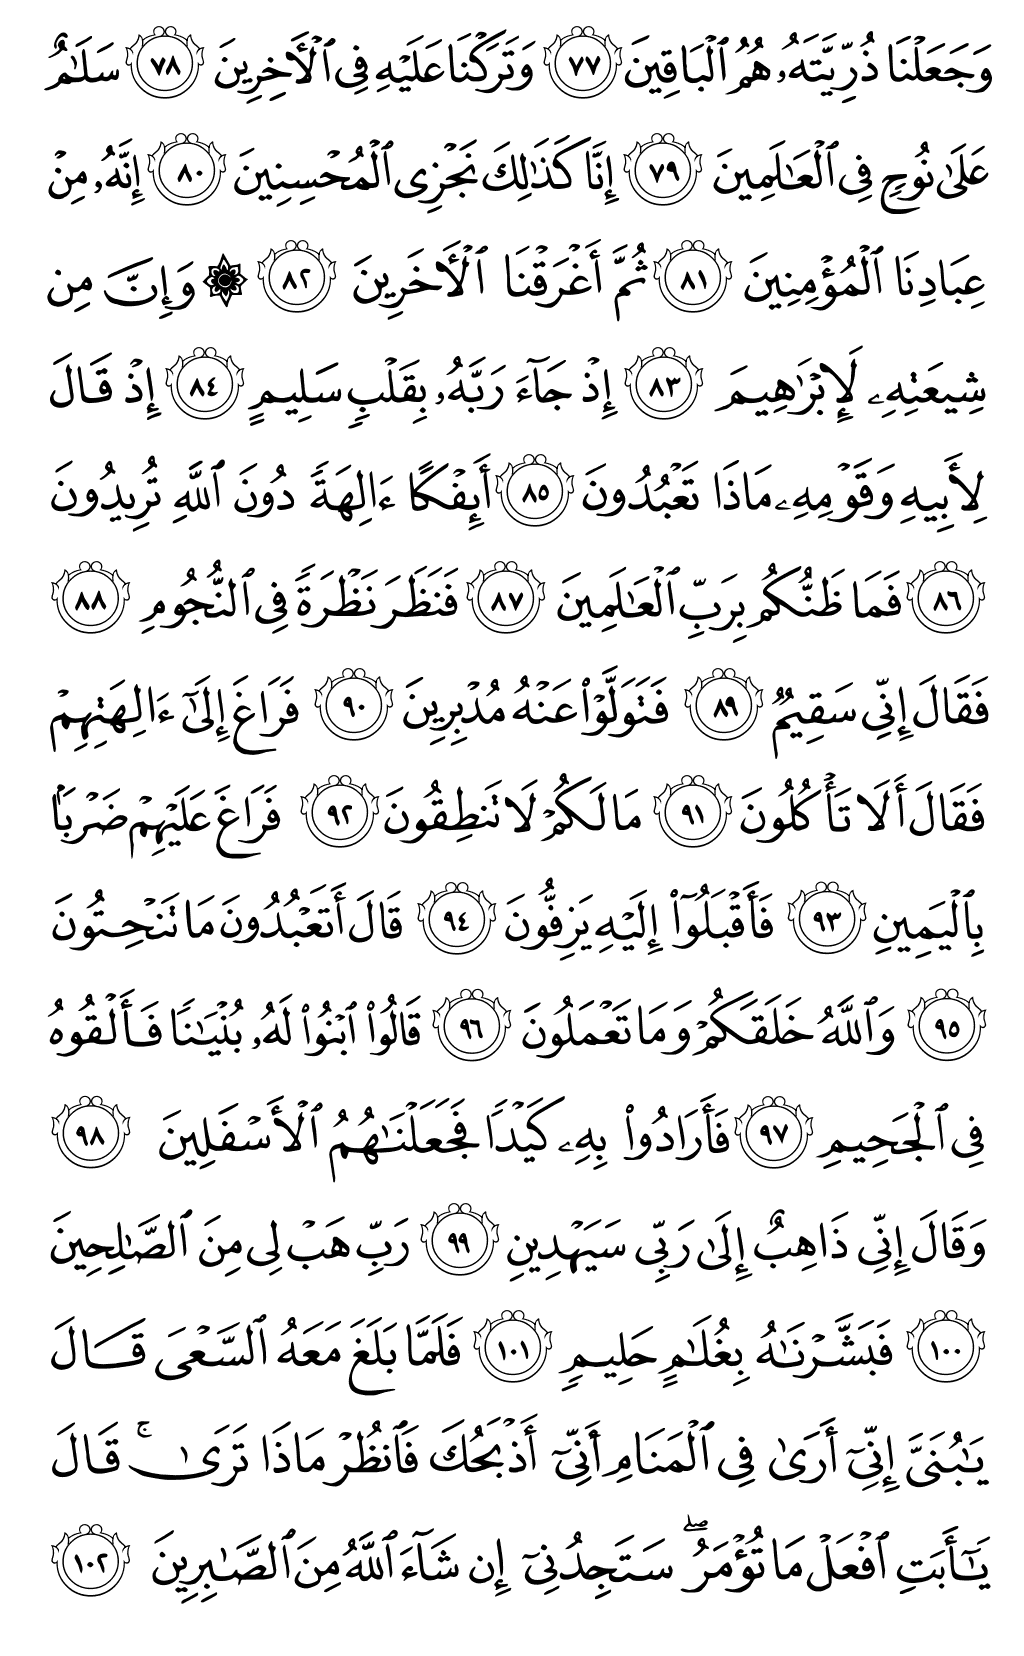 وَجَعَلۡنَا ذُرِّيَّتَهُۥ هُمُ ٱلۡبَاقِينَ ٧٧ وَتَرَكۡنَا عَلَيۡهِ فِي ٱلۡأٓخِرِينَ ٧٨ سَلَٰمٌ
عَلَىٰ نُوحٖ فِي ٱلۡعَٰلَمِينَ ٧٩ إِنَّا كَذَٰلِكَ نَجۡزِي ٱلۡمُحۡسِنِينَ ٨٠ إِنَّهُۥ مِنۡ
عِبَادِنَا ٱلۡمُؤۡمِنِينَ ٨١ ثُمَّ أَغۡرَقۡنَا ٱلۡأٓخَرِينَ ٨٢ ۞ وَإِنَّ مِن
شِيعَتِهِۦ لَإِبۡرَٰهِيمَ ٨٣ إِذۡ جَآءَ رَبَّهُۥ بِقَلۡبٖ سَلِيمٍ ٨٤ إِذۡ قَالَ
لِأَبِيهِ وَقَوۡمِهِۦ مَاذَا تَعۡبُدُونَ ٨٥ أَئِفۡكًا ءَالِهَةٗ دُونَ ٱللَّهِ تُرِيدُونَ
٨٦ فَمَا ظَنُّكُم بِرَبِّ ٱلۡعَٰلَمِينَ ٨٧ فَنَظَرَ نَظۡرَةٗ فِي ٱلنُّجُومِ ٨٨
فَقَالَ إِنِّي سَقِيمٞ ٨٩ فَتَوَلَّوۡاْ عَنۡهُ مُدۡبِرِينَ ٩٠ فَرَاغَ إِلَىٰٓ ءَالِهَتِهِمۡ
فَقَالَ أَلَا تَأۡكُلُونَ ٩١ مَا لَكُمۡ لَا تَنطِقُونَ ٩٢ فَرَاغَ عَلَيۡهِمۡ ضَرۡبَۢا
بِٱلۡيَمِينِ ٩٣ فَأَقۡبَلُوٓاْ إِلَيۡهِ يَزِفُّونَ ٩٤ قَالَ أَتَعۡبُدُونَ مَا تَنۡحِتُونَ
٩٥ وَٱللَّهُ خَلَقَكُمۡ وَمَا تَعۡمَلُونَ ٩٦ قَالُواْ ٱبۡنُواْ لَهُۥ بُنۡيَٰنٗا فَأَلۡقُوهُ
فِي ٱلۡجَحِيمِ ٩٧ فَأَرَادُواْ بِهِۦ كَيۡدٗا فَجَعَلۡنَٰهُمُ ٱلۡأَسۡفَلِينَ ٩٨
وَقَالَ إِنِّي ذَاهِبٌ إِلَىٰ رَبِّي سَيَهۡدِينِ ٩٩ رَبِّ هَبۡ لِي مِنَ ٱلصَّٰلِحِينَ
١٠٠ فَبَشَّرۡنَٰهُ بِغُلَٰمٍ حَلِيمٖ ١٠١ فَلَمَّا بَلَغَ مَعَهُ ٱلسَّعۡيَ قَالَ
يَٰبُنَيَّ إِنِّيٓ أَرَىٰ فِي ٱلۡمَنَامِ أَنِّيٓ أَذۡبَحُكَ فَٱنظُرۡ مَاذَا تَرَىٰۚ قَالَ
يَٰٓأَبَتِ ٱفۡعَلۡ مَا تُؤۡمَرُۖ سَتَجِدُنِيٓ إِن شَآءَ ٱللَّهُ مِنَ ٱلصَّٰبِرِينَ ١٠٢